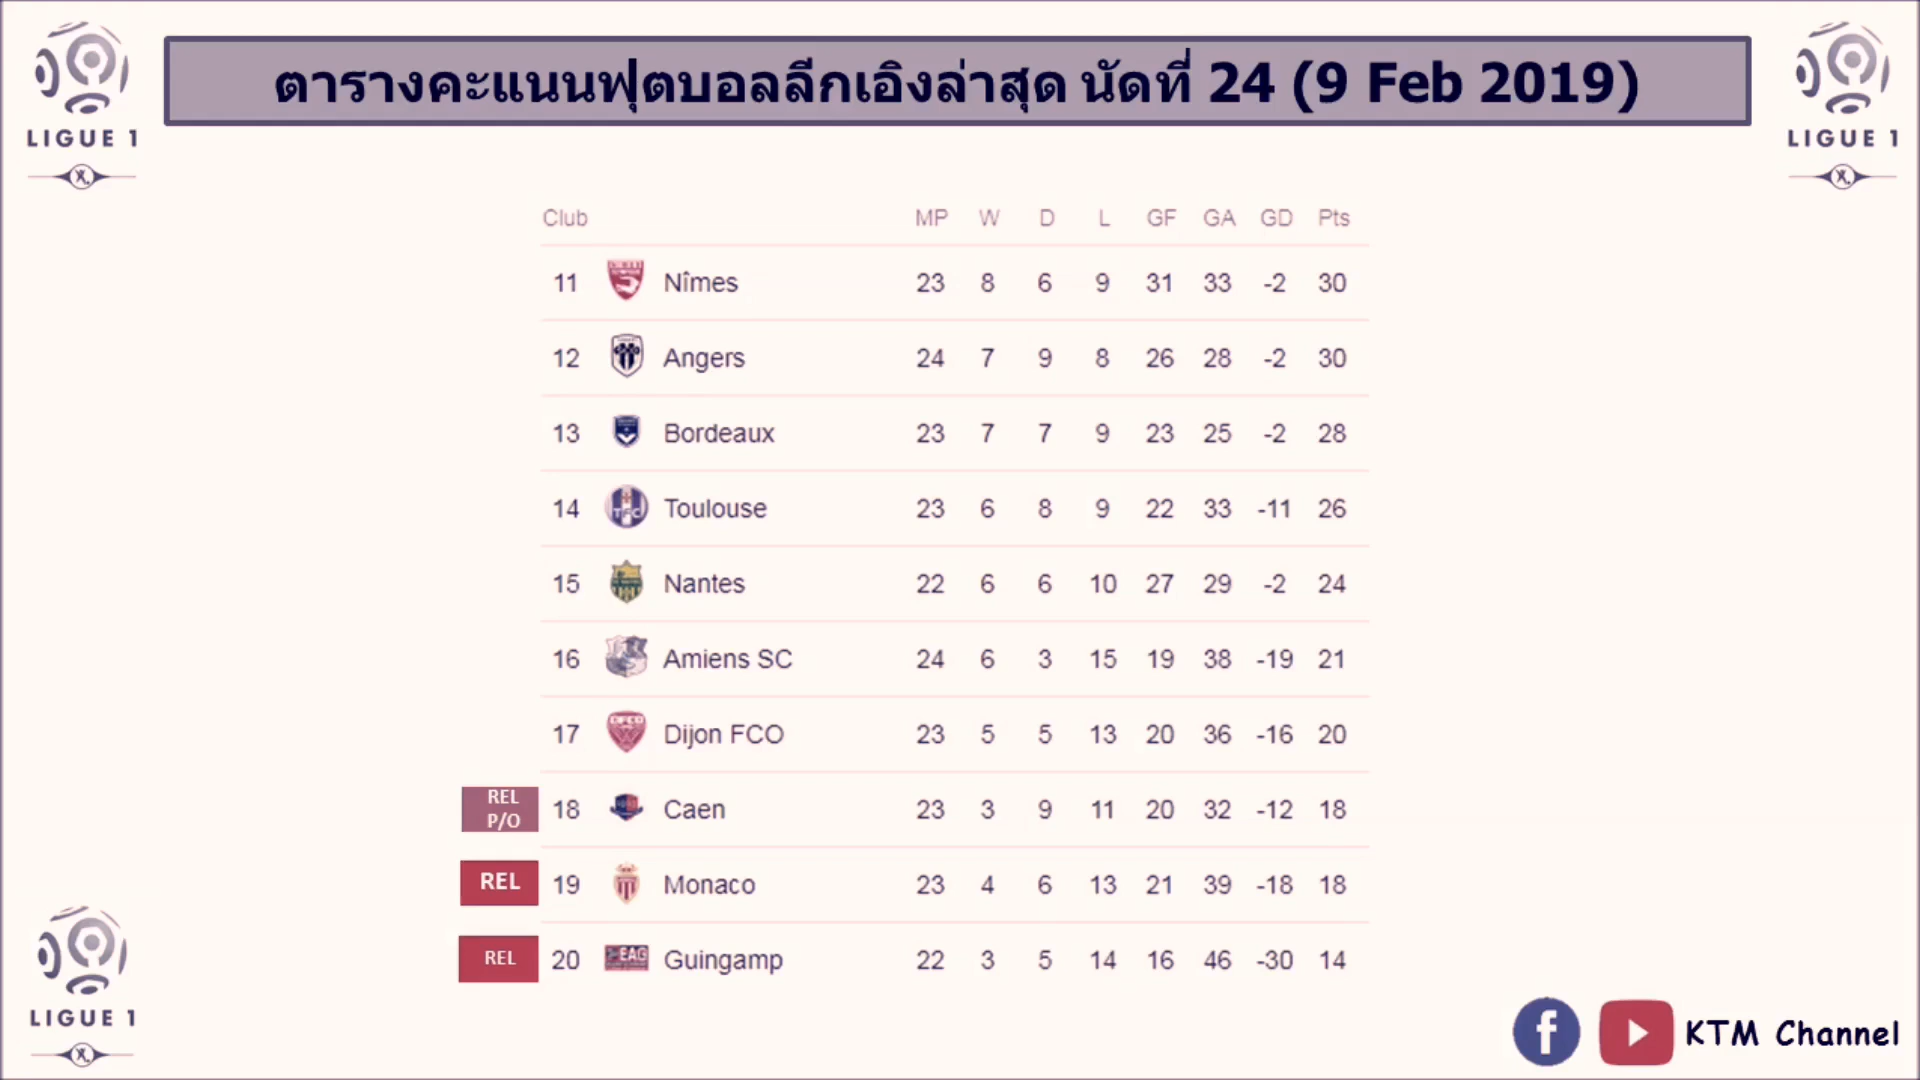 ตารางคะแนนฟุตบอลลีกเอิงล่าสุด นัดที่ 24 (9 Feb 2019)
LIGUE 1
LIGUE 1
Club MP W D L GF GA GD Pts
11 Nîmes 23 8 6 9 31 33 -2 30
12 Angers 24 7 9 8 26 28 -2 30
13 Bordeaux 23 7 7 9 23 25 -2 28
14 TFC Toulouse 23 6 8 9 22 33 -11 26
15 Nantes 22 6 6 10 27 29 -2 24
16 Amiens SC 24 6 3 15 19 38 -19 21
17 DFCO Dijon FCO 23 5 5 13 20 36 -16 20
REL P/O 18 Caen 23 3 9 11 20 32 -12 18
REL 19 Monaco 23 4 6 13 21 39 -18 18
REL 20 EAG Guingamp 22 3 5 14 16 46 -30 14
LIGUE 1
KTM Channel